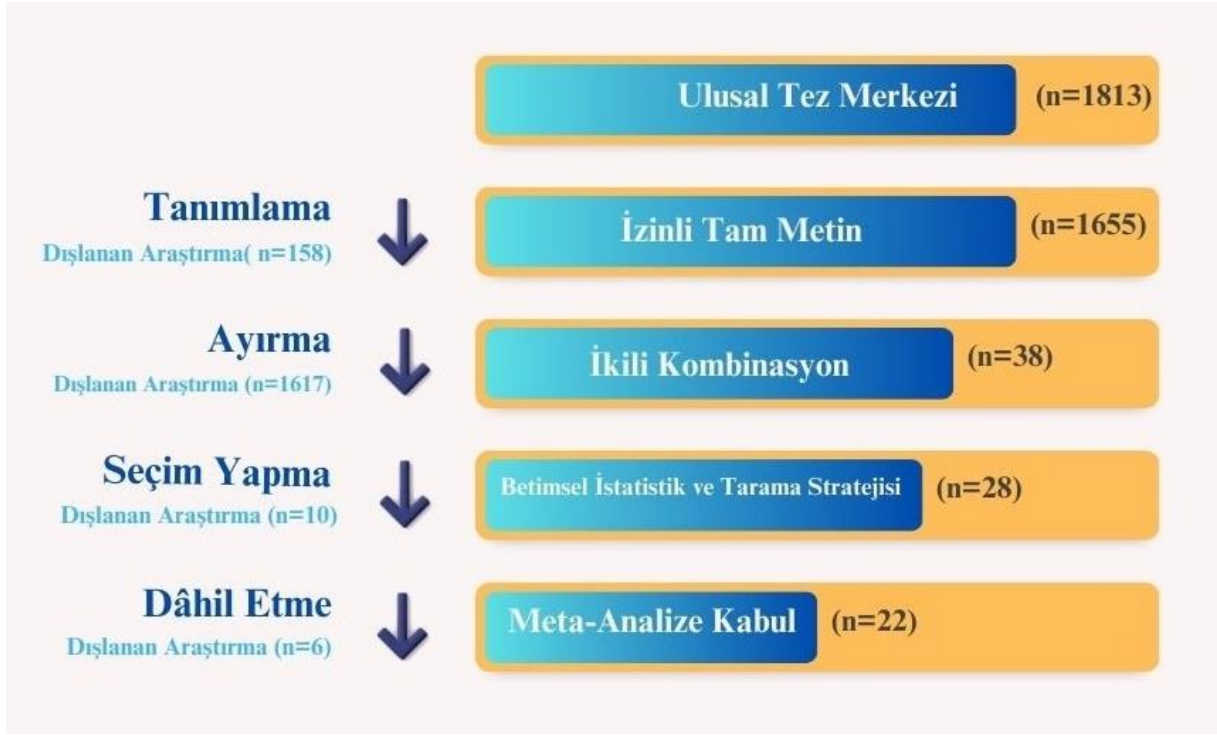 Ulusal Tez Merkezi (n=1813)
Tanımlama
Dışlanan Araştırma( n=158)
İzinli Tam Metin (n=1655)
Ayırma
Dışlanan Araştırma (n=1617)
İkili Kombinasyon (n=38)
Seçim Yapma
Dışlanan Araştırma (n=10)
Betimsel İstatistik ve Tarama Stratejisi (n=28)
Dâhil Etme
Dışlanan Araştırma (n=6)
Meta-Analize Kabul (n=22)